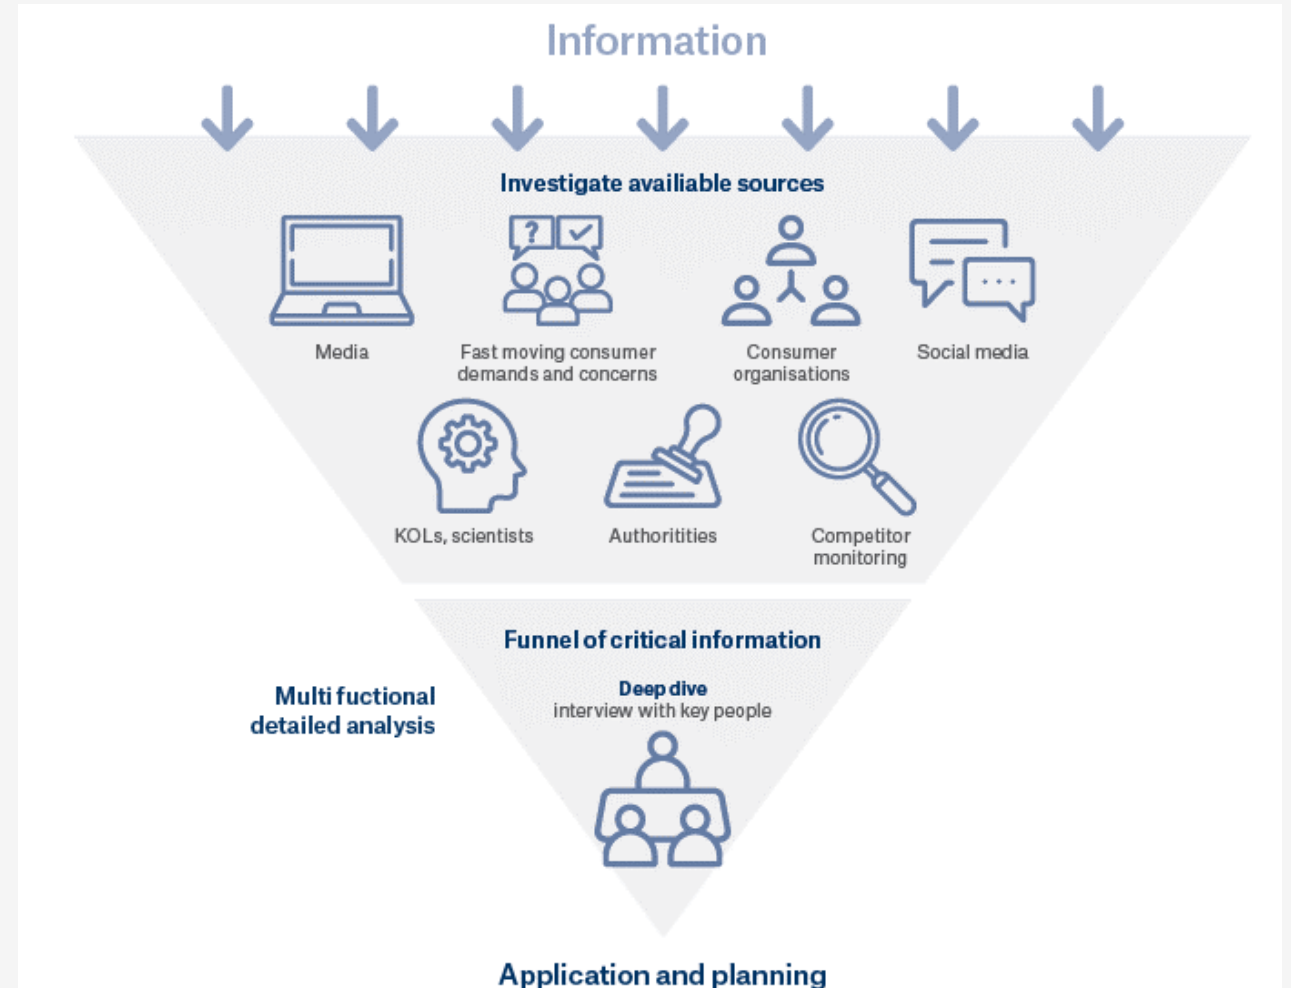 Information
Investigate availiable sources
?
Media
Fast moving consumer
demands and concerns
Consumer
organisations
Social media
KOLs, scientists
Authoritities
Competitor
monitoring
Funnel of critical information
Multi fuctional
detailed analysis
Deep dive
interview with key people
Application and planning